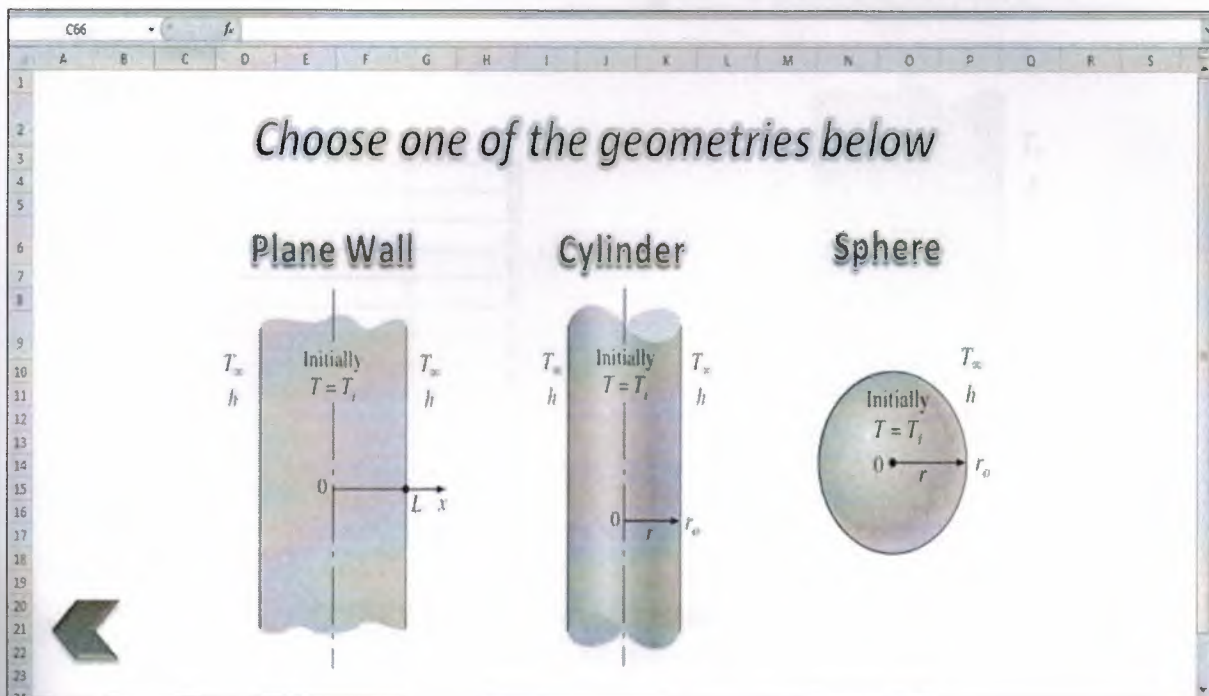 C66 fx
A B C D E F G H I J K L M N O P Q R S
1
2
3
4
5
6
7
8
9
10
11
12
13
14
15
16
17
18
19
20
21
22
23
Choose one of the geometries below
Plane Wall
T∞
h
Initially
T = Ti
T∞
h
0
L x
Cylinder
T∞
h
Initially
T = Ti
T∞
h
0
r ro
Sphere
T∞
h
Initially
T = Ti
0
r ro